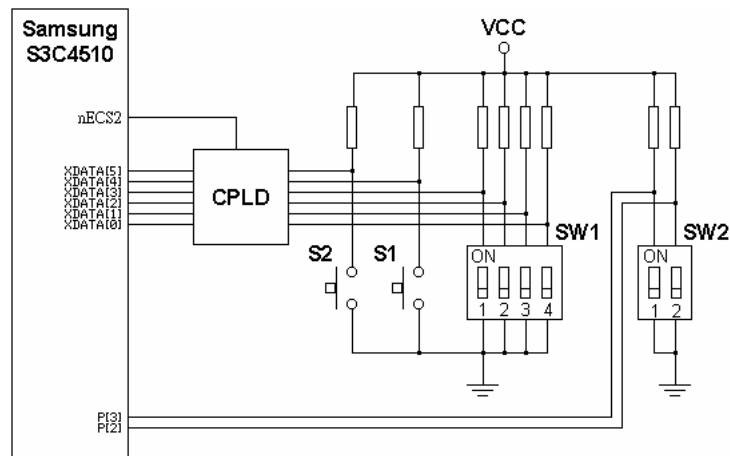 Samsung
S3C4510
VCC
nECS2
XDATA[5]
XDATA[4]
XDATA[3]
XDATA[2]
XDATA[1]
XDATA[0]
CPLD
S2
S1
SW1
SW2
ON
1 2 3 4
ON
1 2
P[3]
P[2]